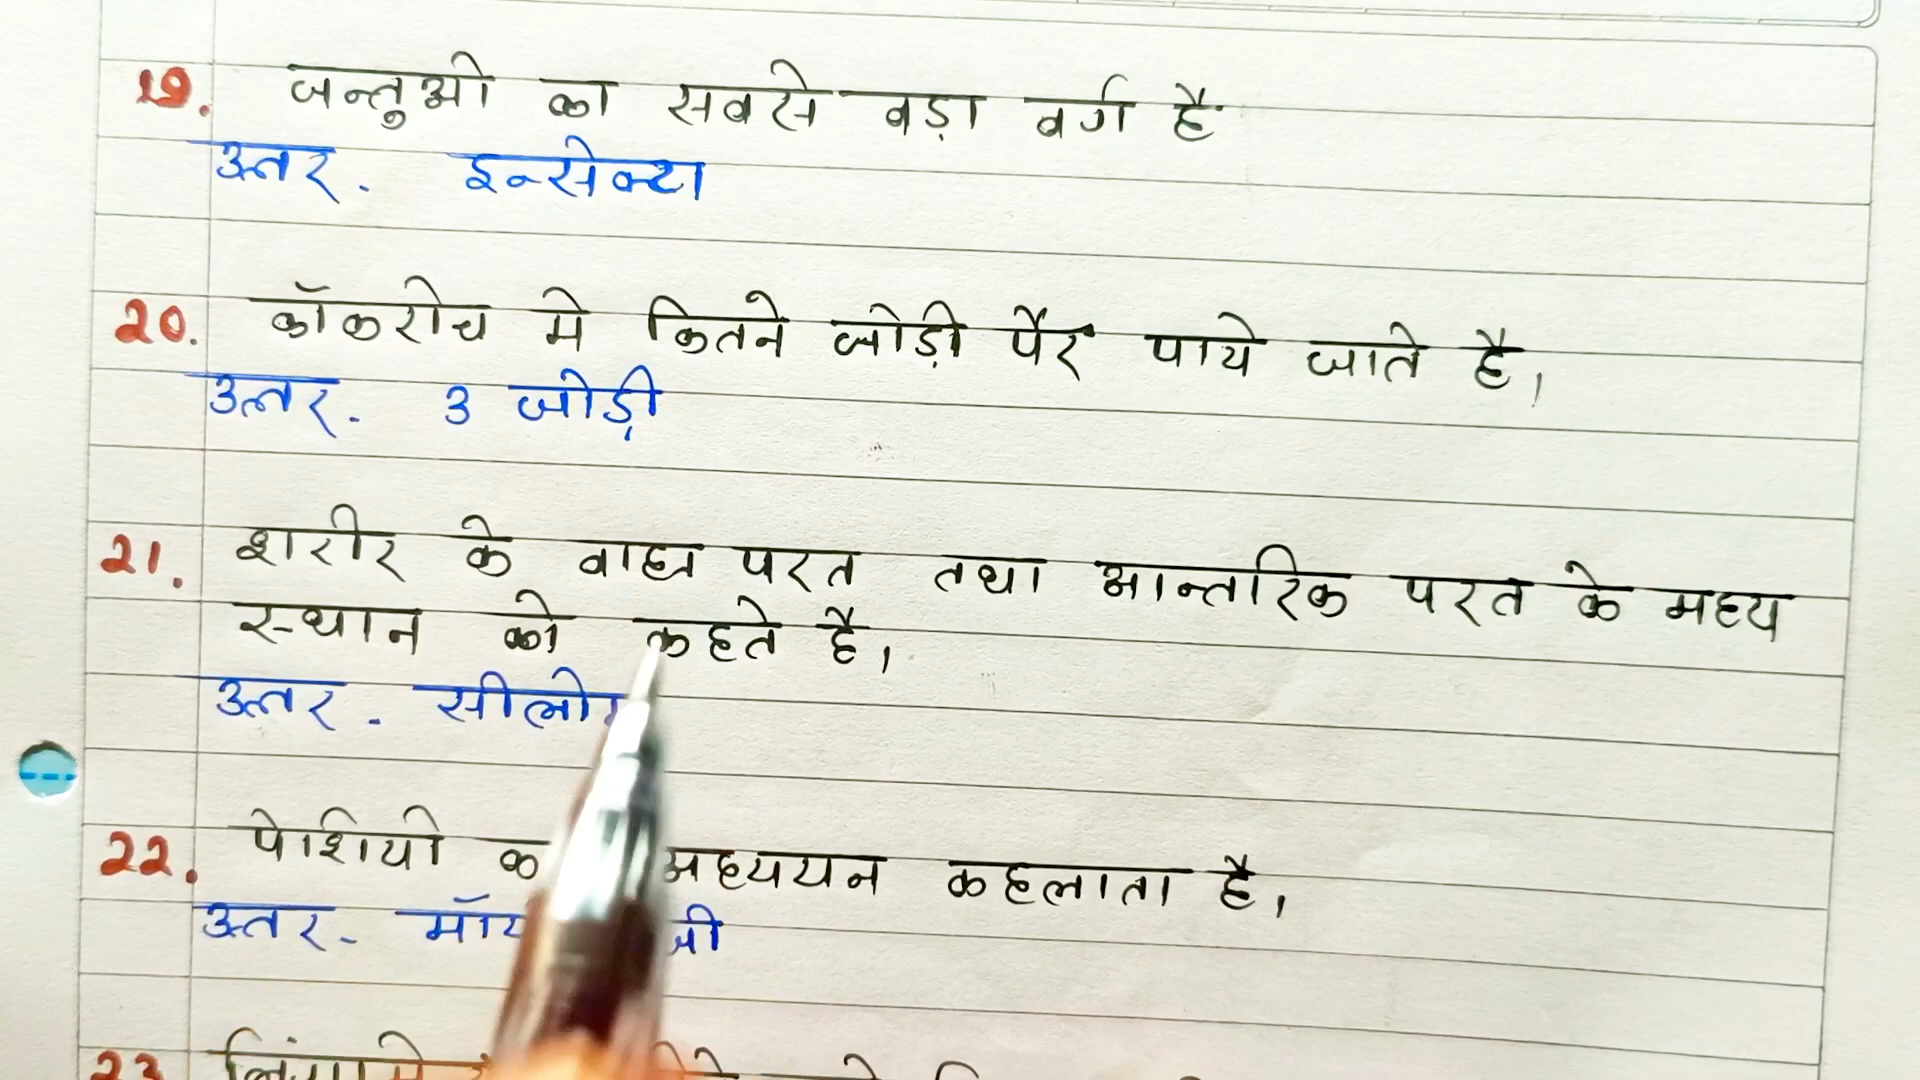 19. जन्तुओ का सबसे बड़ा वर्ग है
उत्तर. इन्सेक्टा
20. कॉकरोच मे कितने जोड़ी पैर पाये जाते है।
उत्तर. 3 जोड़ी
21. शरीर के वाह्य परत तथा आन्तरिक परत के मध्य
स्थान को कहते है।
उत्तर.
22. पेशियो अध्ययन कहलाता है।
उत्तर-
23.